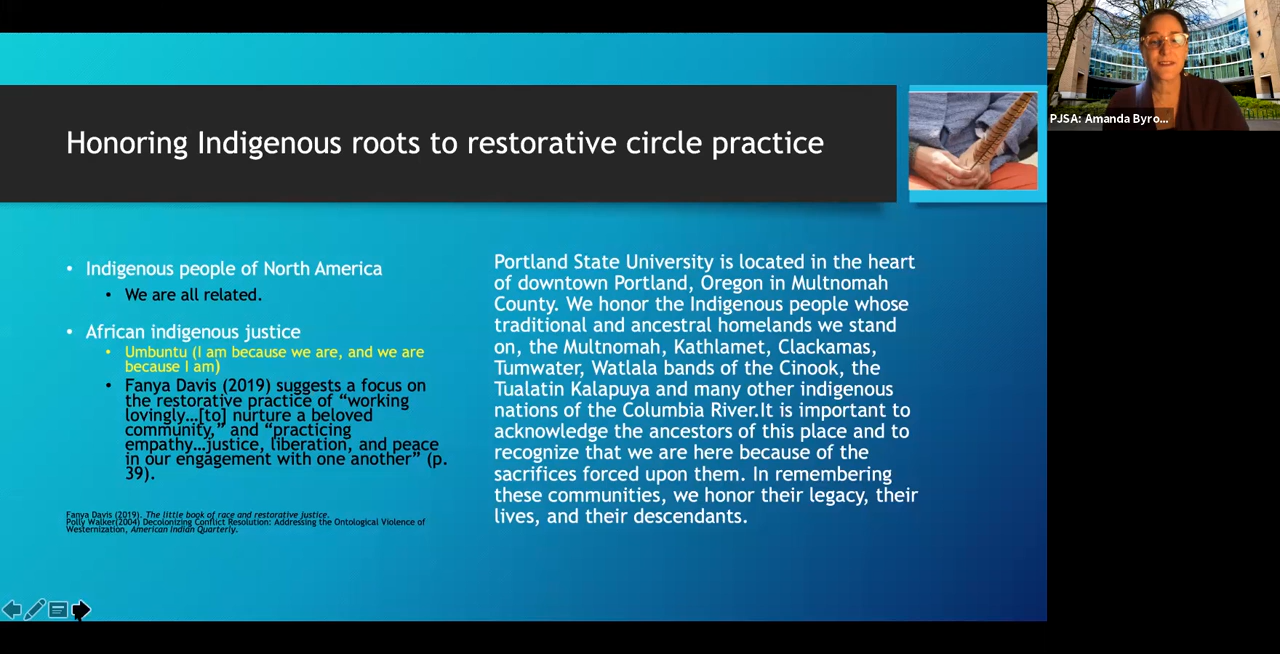 Honoring Indigenous roots to restorative circle practice
• Indigenous people of North America
• We are all related.
• African indigenous justice
• Umbuntu (I am because we are, and we are
because I am)
• Fanya Davis (2019) suggests a focus on
the restorative practice of “working
lovingly…[to] nurture a beloved
community,” and “practicing
empathy…justice, liberation, and peace
in our engagement with one another” (p.
39).
Fanya Davis (2019). The little book of race and restorative justice.
Polly Walker(2004) Decolonizing Conflict Resolution: Addressing the Ontological Violence of
Westernization, American Indian Quarterly.
Portland State University is located in the heart
of downtown Portland, Oregon in Multnomah
County. We honor the Indigenous people whose
traditional and ancestral homelands we stand
on, the Multnomah, Kathlamet, Clackamas,
Tumwater, Watlala bands of the Cinook, the
Tualatin Kalapuya and many other indigenous
nations of the Columbia River.It is important to
acknowledge the ancestors of this place and to
recognize that we are here because of the
sacrifices forced upon them. In remembering
these communities, we honor their legacy, their
lives, and their descendants.
PJSA: Amanda Byro...